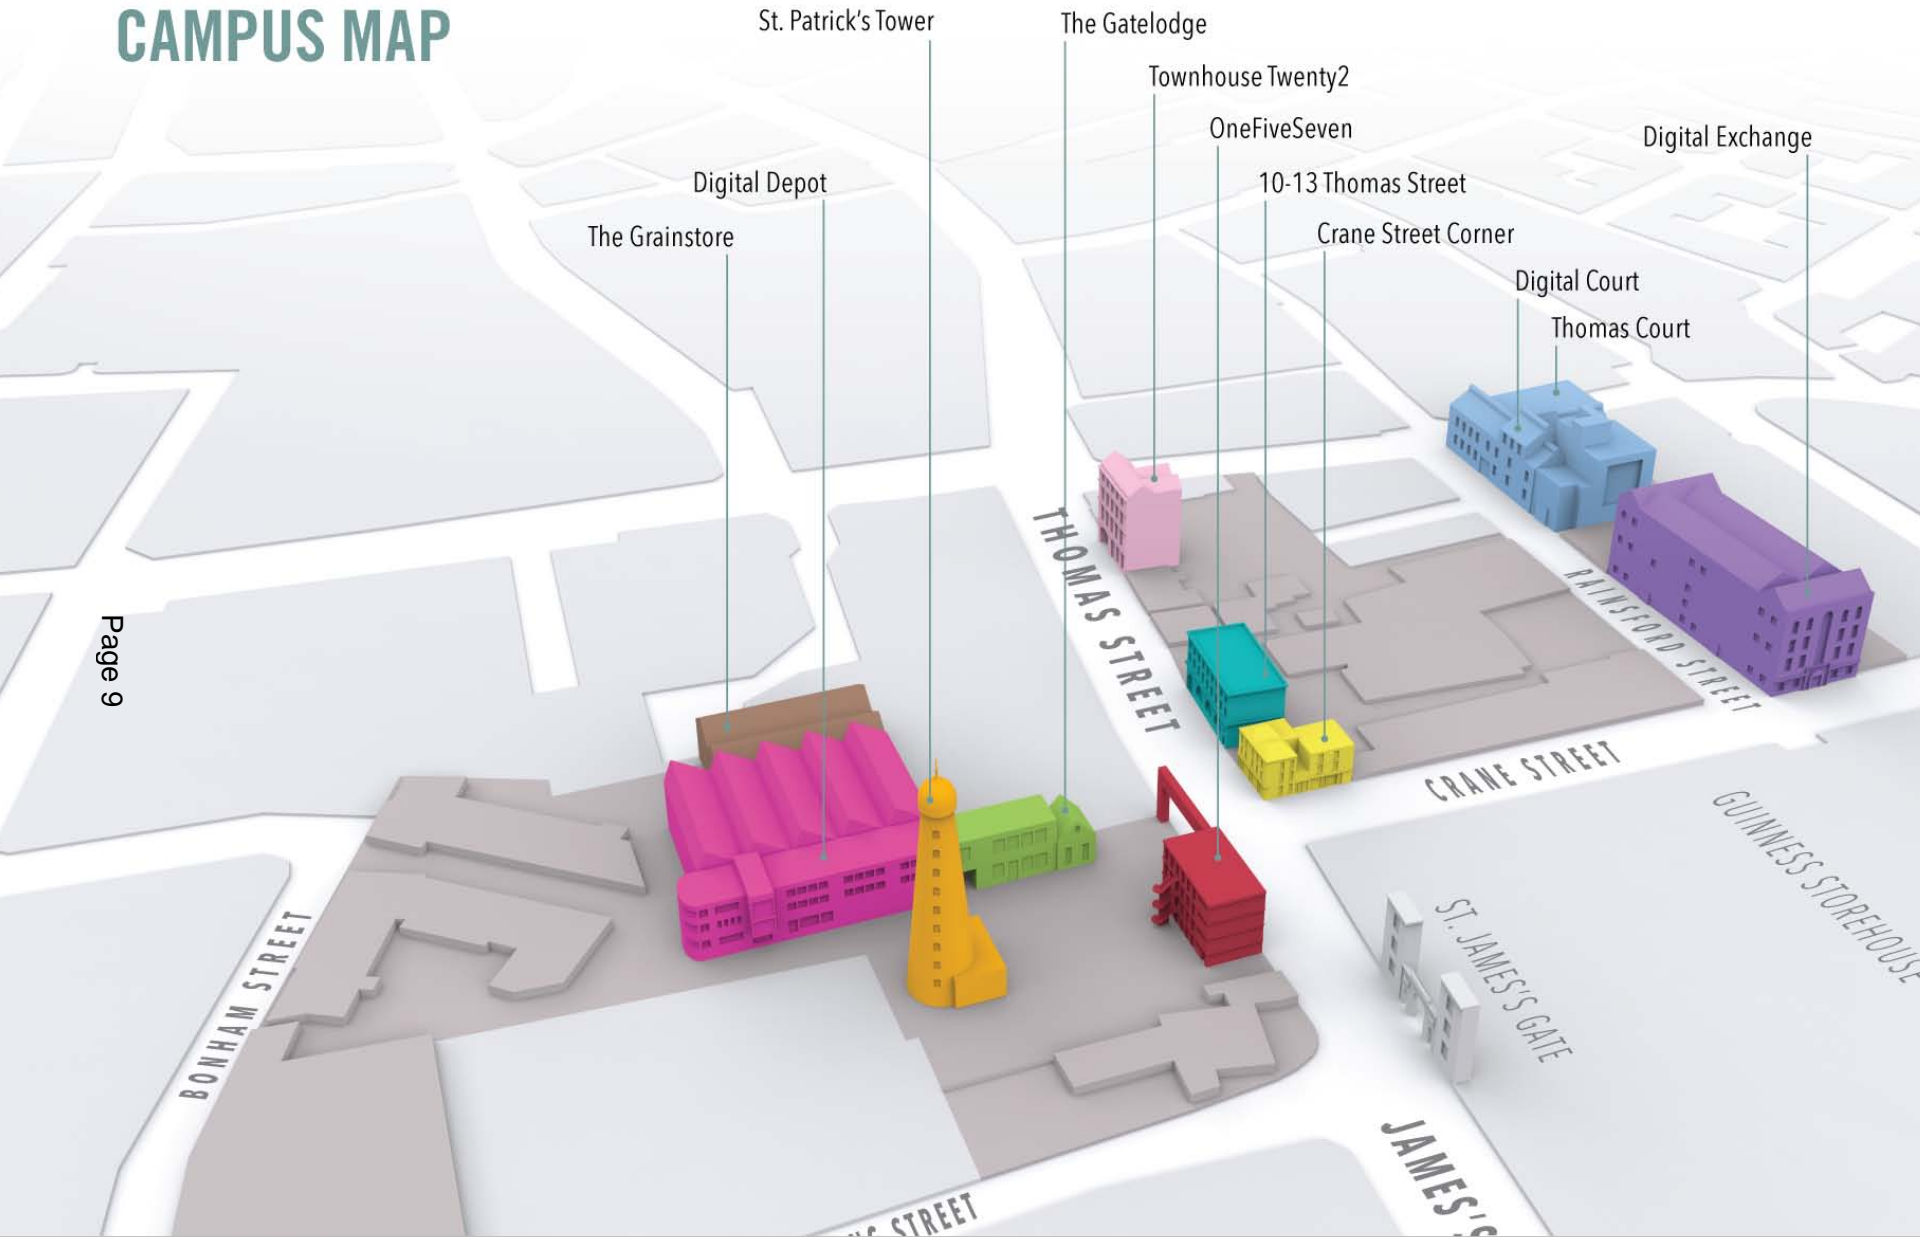 CAMPUS MAP
St. Patrick's Tower
The Gatelodge
Townhouse Twenty2
OneFiveSeven
Digital Exchange
Digital Depot
10-13 Thomas Street
The Grainstore
Crane Street Corner
Digital Court
Thomas Court
THOMAS STREET
RAINSFORD STREET
Page 9
CRANE STREET
GUINNESS STOREHOUSE
ST. JAMES'S GATE
BONHAM STREET
JAMES'S
STREET